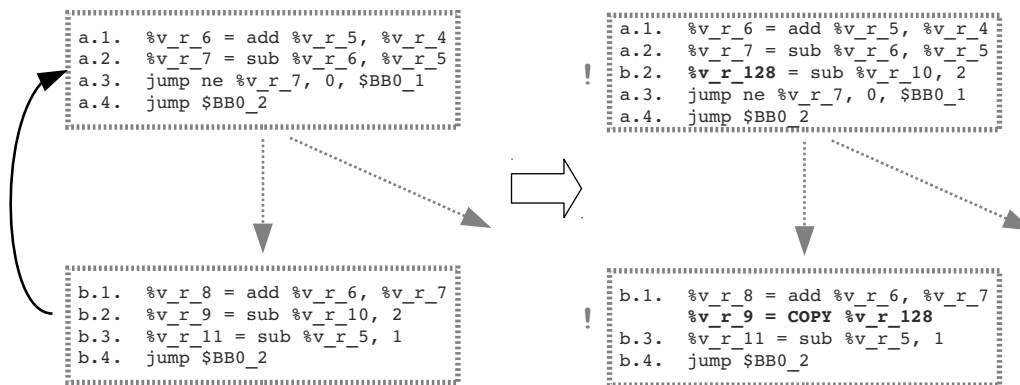 a.1. %v_r_6 = add %v_r_5, %v_r_4
a.2. %v_r_7 = sub %v_r_6, %v_r_5
a.3. jump ne %v_r_7, 0, $BB0_1
a.4. jump $BB0_2
b.1. %v_r_8 = add %v_r_6, %v_r_7
b.2. %v_r_9 = sub %v_r_10, 2
b.3. %v_r_11 = sub %v_r_5, 1
b.4. jump $BB0_2
a.1. %v_r_6 = add %v_r_5, %v_r_4
a.2. %v_r_7 = sub %v_r_6, %v_r_5
! b.2. %v_r_128 = sub %v_r_10, 2
a.3. jump ne %v_r_7, 0, $BB0_1
a.4. jump $BB0_2
b.1. %v_r_8 = add %v_r_6, %v_r_7
! %v_r_9 = COPY %v_r_128
b.3. %v_r_11 = sub %v_r_5, 1
b.4. jump $BB0_2